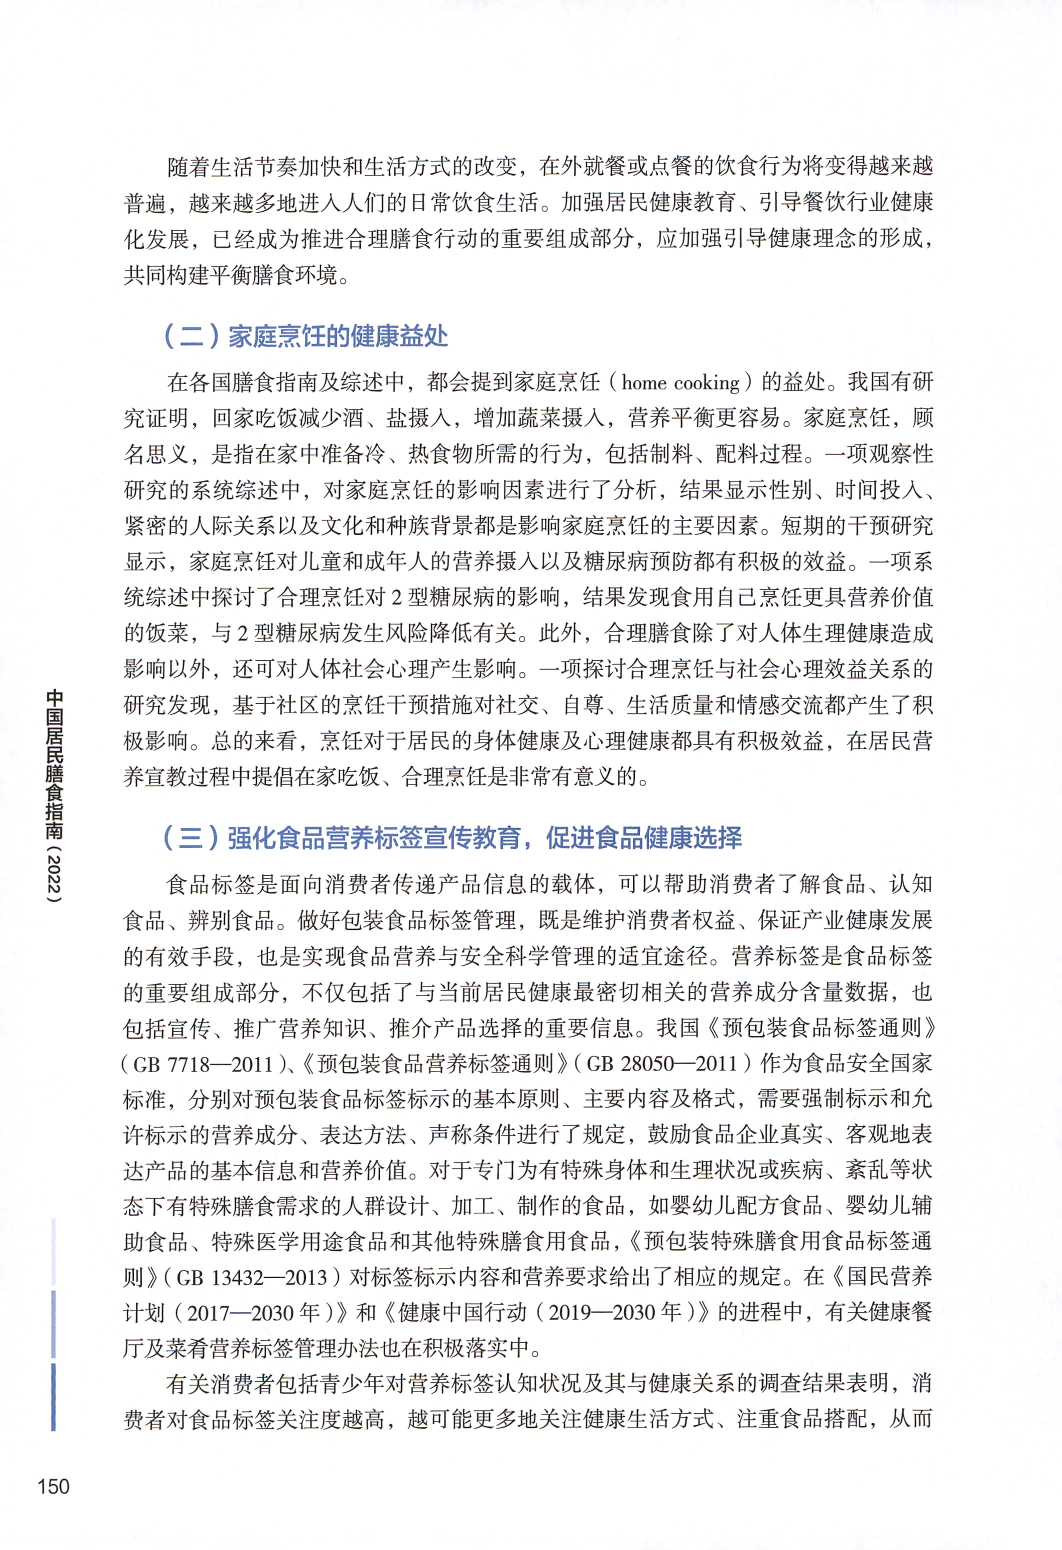 随着生活节奏加快和生活方式的改变，在外就餐或点餐的饮食行为将变得越来越
普遍，越来越多地进入人们的日常饮食生活。加强居民健康教育、引导餐饮行业健康
化发展，已经成为推进合理膳食行动的重要组成部分，应加强引导健康理念的形成，
共同构建平衡膳食环境。
（二）家庭烹饪的健康益处
在各国膳食指南及综述中，都会提到家庭烹饪（home cooking）的益处。我国有研
究证明，回家吃饭减少酒、盐摄入，增加蔬菜摄入，营养平衡更容易。家庭烹饪，顾
名思义，是指在家中准备冷、热食物所需的行为，包括制料、配料过程。一项观察性
研究的系统综述中，对家庭烹饪的影响因素进行了分析，结果显示性别、时间投入、
紧密的人际关系以及文化和种族背景都是影响家庭烹饪的主要因素。短期的干预研究
显示，家庭烹饪对儿童和成年人的营养摄入以及糖尿病预防都有积极的效益。一项系
统综述中探讨了合理烹饪对 2 型糖尿病的影响，结果发现食用自己烹饪更具营养价值
的饭菜，与 2 型糖尿病发生风险降低有关。此外，合理膳食除了对人体生理健康造成
影响以外，还可对人体社会心理产生影响。一项探讨合理烹饪与社会心理效益关系的
研究发现，基于社区的烹饪干预措施对社交、自尊、生活质量和情感交流都产生了积
极影响。总的来看，烹饪对于居民的身体健康及心理健康都具有积极效益，在居民营
养宣教过程中提倡在家吃饭、合理烹饪是非常有意义的。
（三）强化食品营养标签宣传教育，促进食品健康选择
食品标签是面向消费者传递产品信息的载体，可以帮助消费者了解食品、认知
食品、辨别食品。做好包装食品标签管理，既是维护消费者权益、保证产业健康发展
的有效手段，也是实现食品营养与安全科学管理的适宜途径。营养标签是食品标签
的重要组成部分，不仅包括了与当前居民健康最密切相关的营养成分含量数据，也
包括宣传、推广营养知识、推介产品选择的重要信息。我国《预包装食品标签通则》
（GB 7718—2011）、《预包装食品营养标签通则》（GB 28050—2011）作为食品安全国家
标准，分别对预包装食品标签标示的基本原则、主要内容及格式，需要强制标示和允
许标示的营养成分、表达方法、声称条件进行了规定，鼓励食品企业真实、客观地表
达产品的基本信息和营养价值。对于专门为有特殊身体和生理状况或疾病、紊乱等状
态下有特殊膳食需求的人群设计、加工、制作的食品，如婴幼儿配方食品、婴幼儿辅
助食品、特殊医学用途食品和其他特殊膳食用食品，《预包装特殊膳食用食品标签通
则》（GB 13432—2013）对标签标示内容和营养要求给出了相应的规定。在《国民营养
计划（2017—2030 年）》和《健康中国行动（2019—2030 年）》的进程中，有关健康餐
厅及菜肴营养标签管理办法也在积极落实中。
有关消费者包括青少年对营养标签认知状况及其与健康关系的调查结果表明，消
费者对食品标签关注度越高，越可能更多地关注健康生活方式、注重食品搭配，从而
中国居民膳食指南（2022）
150